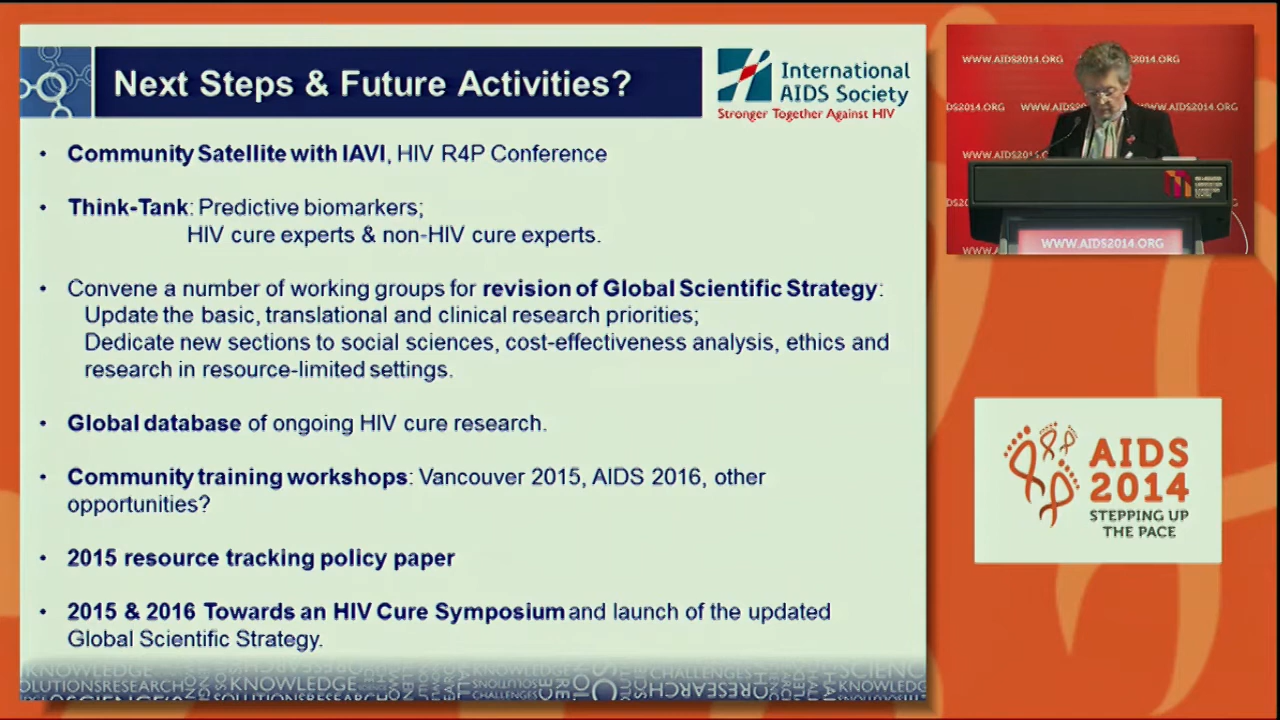 Next Steps & Future Activities?
International
AIDS Society
Stronger Together Against HIV
• Community Satellite with IAVI, HIV R4P Conference
• Think-Tank: Predictive biomarkers;
HIV cure experts & non-HIV cure experts.
• Convene a number of working groups for revision of Global Scientific Strategy:
Update the basic, translational and clinical research priorities;
Dedicate new sections to social sciences, cost-effectiveness analysis, ethics and
research in resource-limited settings.
• Global database of ongoing HIV cure research.
• Community training workshops: Vancouver 2015, AIDS 2016, other
opportunities?
• 2015 resource tracking policy paper
• 2015 & 2016 Towards an HIV Cure Symposium and launch of the updated
Global Scientific Strategy.
KNOWLEDGE
SOLUTIONS
CHALLENGES
KNOWLEDGE
RESEARCH
KNOWLEDGE
WWW.AIDS2014.ORG
WWW.AIDS2014.ORG
WWW.AIDS2014.ORG
AIDS
2014
STEPPING UP
THE PACE